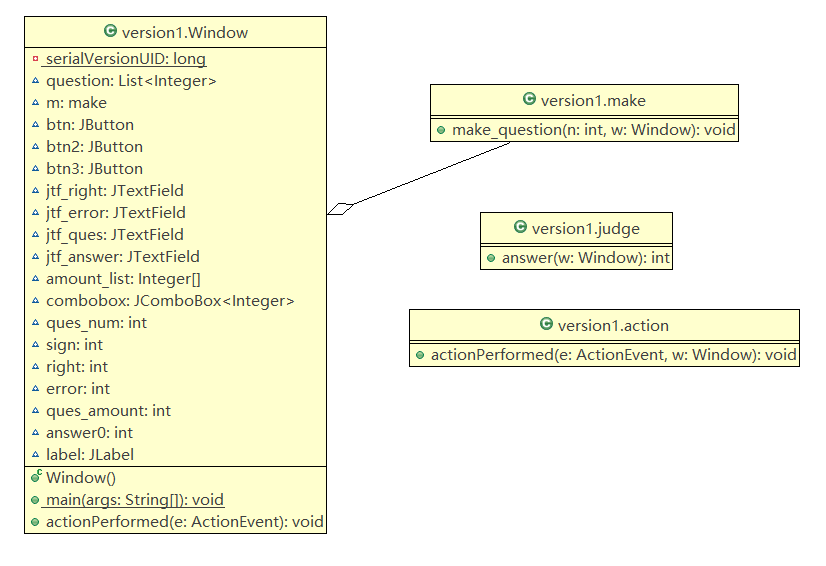 version1.Window
serialVersionUID: long
question: List<Integer>
m: make
btn: JButton
btn2: JButton
btn3: JButton
jtf_right: JTextField
jtf_error: JTextField
jtf_ques: JTextField
jtf_answer: JTextField
amount_list: Integer[]
combobox: JComboBox<Integer>
ques_num: int
sign: int
right: int
error: int
ques_amount: int
answer0: int
label: JLabel
Window()
main(args: String[]): void
actionPerformed(e: ActionEvent): void
version1.make
make_question(n: int, w: Window): void
version1.judge
answer(w: Window): int
version1.action
actionPerformed(e: ActionEvent, w: Window): void